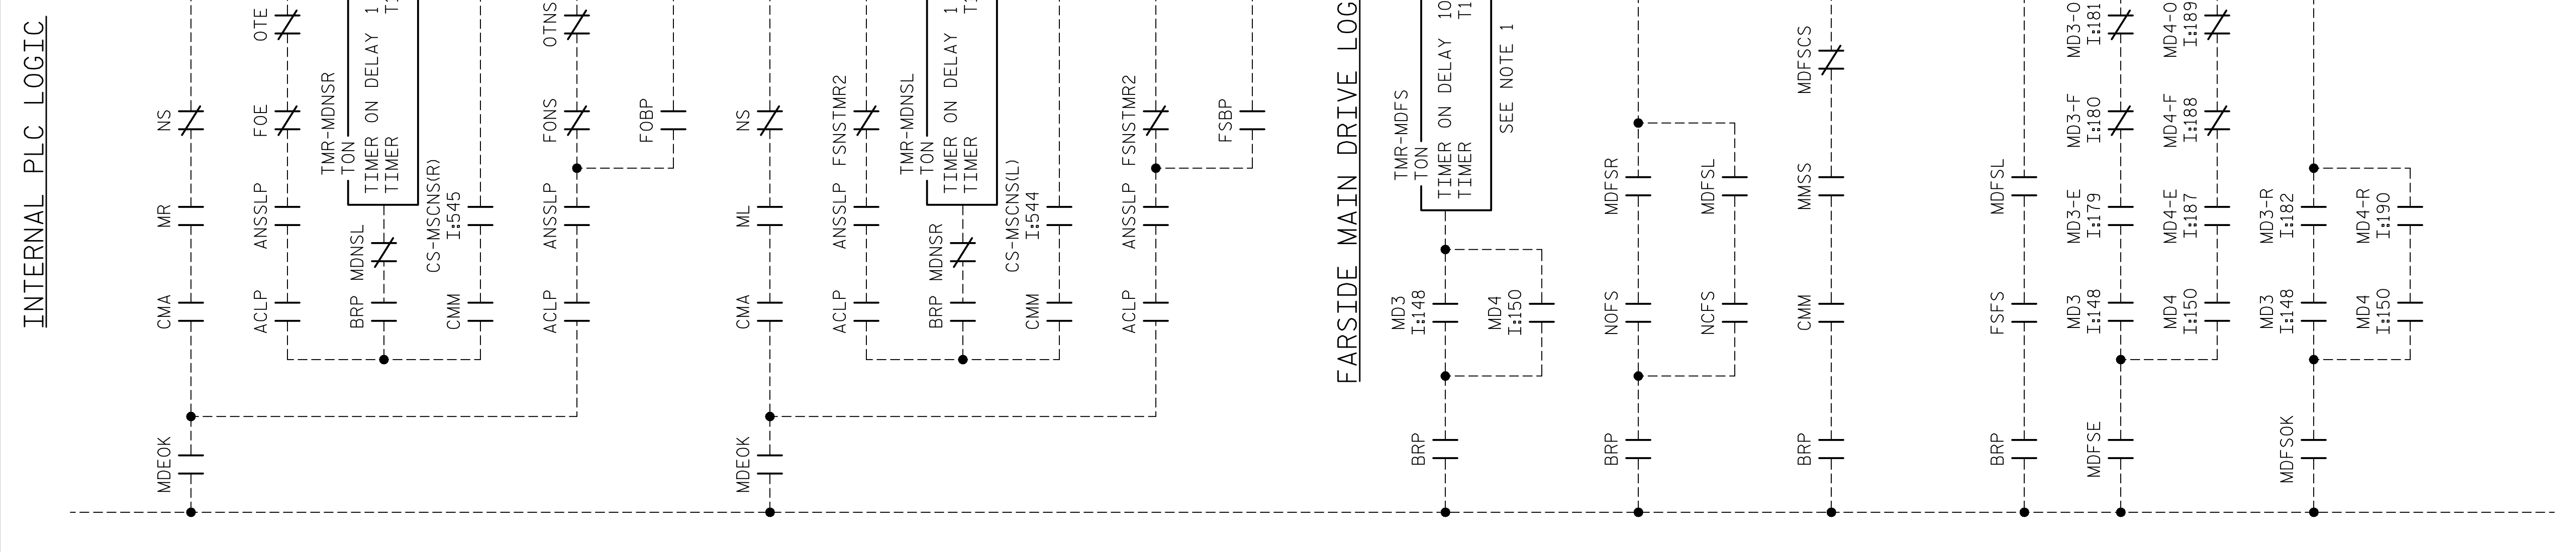 INTERNAL PLC LOGIC
MDEOK
CMA
MR
NS
ACLP
ANSSLP
FOE
OTE
BRP
MDNSL
TMR-MDNSR
TON
TIMER ON DELAY 1
TIMER
CMM
CS-MSCNS(R)
I:545
ACLP
ANSSLP
FONS
OTNS
FOBP
MDEOK
CMA
ML
NS
ACLP
ANSSLP
FSNSTMR2
BRP
MDNSR
TMR-MDNSL
TON
TIMER ON DELAY 1
TIMER
CMM
CS-MSCNS(L)
I:544
ACLP
ANSSLP
FSNSTMR2
FSBP
FARSIDE MAIN DRIVE LOG
BRP
MD3
I:148
MD4
I:150
TMR-MDFS
TON
TIMER ON DELAY 10
TIMER T1
SEE NOTE 1
BRP
NOFS
MDFSR
NCFS
MDFSL
BRP
CMM
MMSS
MDFSCS
BRP
FSFS
MDFSL
MDFSE
MD3
I:148
MD3-E
I:179
MD3-F
I:180
MD3-O
I:181
MD4
I:150
MD4-E
I:187
MD4-F
I:188
MD4-O
I:189
MDFSOK
MD3
I:148
MD3-R
I:182
MD4
I:150
MD4-R
I:190